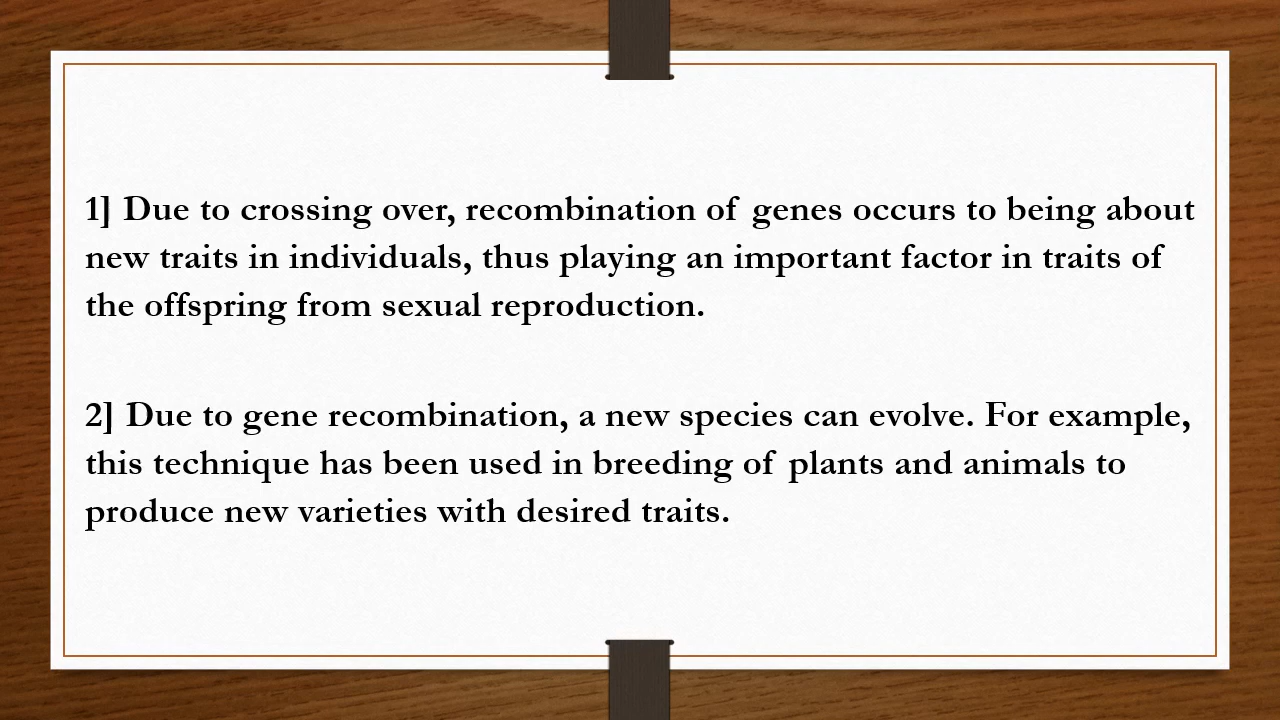 1] Due to crossing over, recombination of genes occurs to being about
new traits in individuals, thus playing an important factor in traits of
the offspring from sexual reproduction.
2] Due to gene recombination, a new species can evolve. For example,
this technique has been used in breeding of plants and animals to
produce new varieties with desired traits.